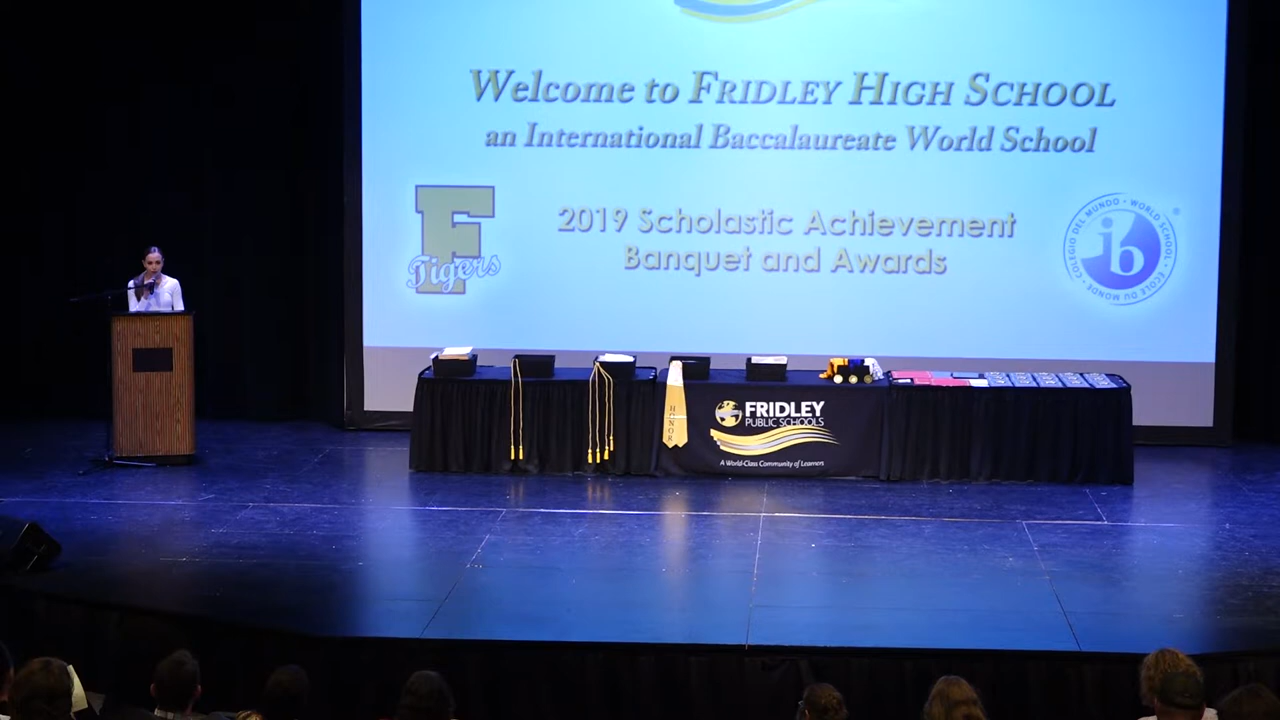 Welcome to FRIDLEY HIGH SCHOOL
an International Baccalaureate World School
F
Tigers
2019 Scholastic Achievement
Banquet and Awards
COLEGIO DEL MUNDO • WORLD SCHOOL • ÉCOLE DU MONDE •
ib
®
HONOR
FRIDLEY
PUBLIC SCHOOLS
A World-Class Community of Learners